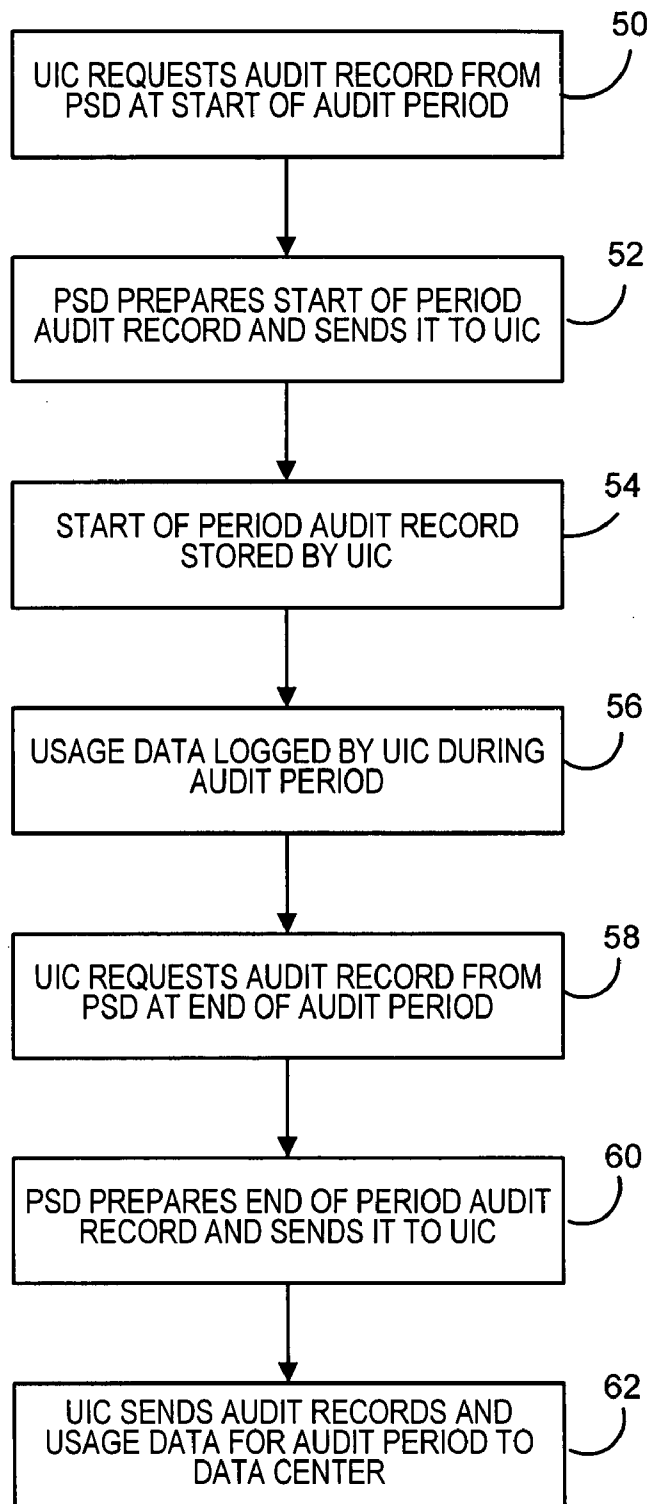 50
UIC REQUESTS AUDIT RECORD FROM
PSD AT START OF AUDIT PERIOD
52
PSD PREPARES START OF PERIOD
AUDIT RECORD AND SENDS IT TO UIC
54
START OF PERIOD AUDIT RECORD
STORED BY UIC
56
USAGE DATA LOGGED BY UIC DURING
AUDIT PERIOD
58
UIC REQUESTS AUDIT RECORD FROM
PSD AT END OF AUDIT PERIOD
60
PSD PREPARES END OF PERIOD AUDIT
RECORD AND SENDS IT TO UIC
62
UIC SENDS AUDIT RECORDS AND
USAGE DATA FOR AUDIT PERIOD TO
DATA CENTER